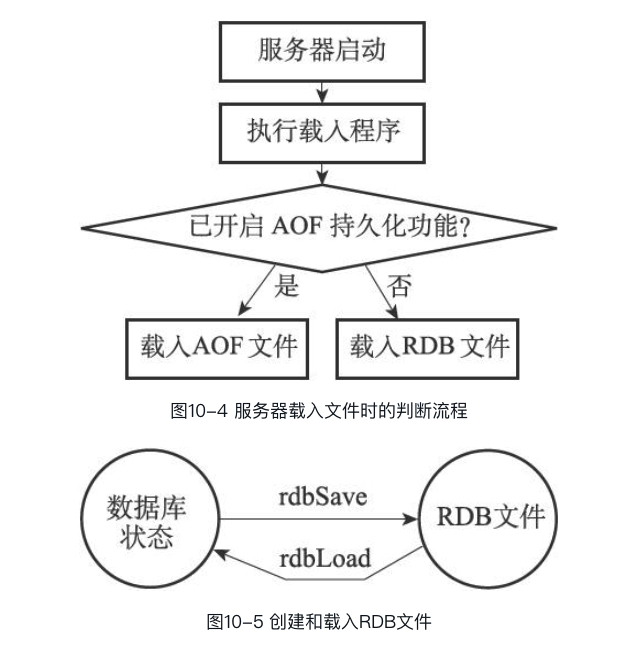 服务器启动
执行载入程序
已开启 AOF 持久化功能?
是
否
载入AOF 文件
载入RDB 文件
图10-4 服务器载入文件时的判断流程
数据库
状态
rdbSave
RDB文件
rdbLoad
图10-5 创建和载入RDB文件